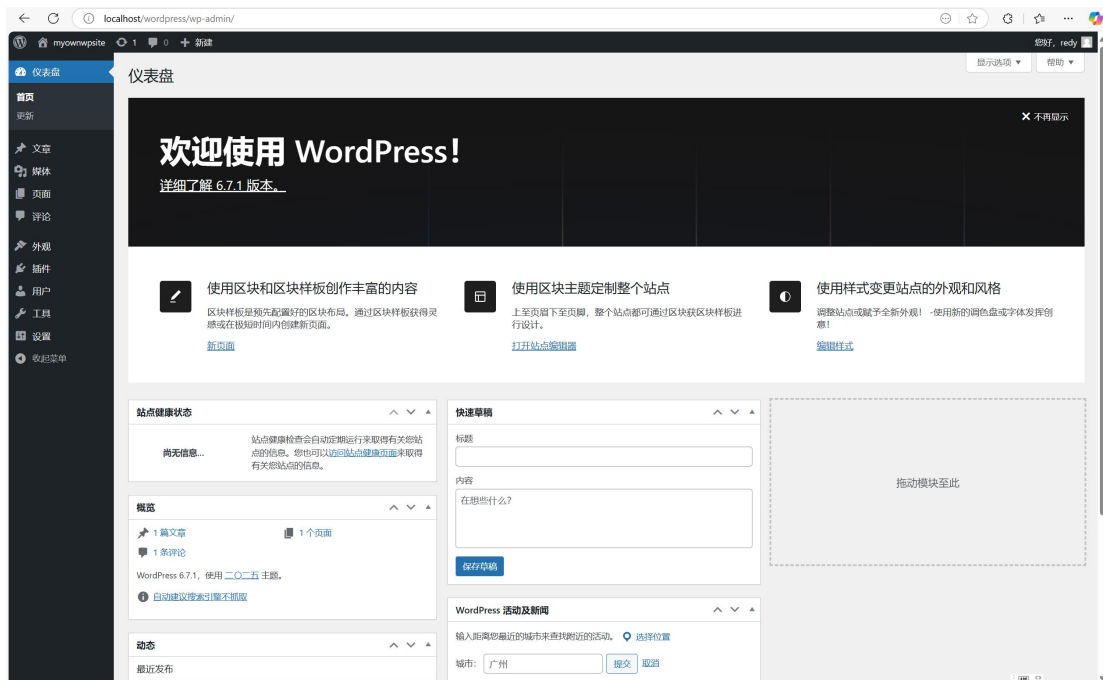 localhost/wordpress/wp-admin/
myownwpsite 1 0 新建
您好，redy
仪表盘
首页
更新
文章
媒体
页面
评论
外观
插件
用户
工具
设置
收起菜单
仪表盘
显示选项
帮助
不再显示
欢迎使用 WordPress！
详细了解 6.7.1 版本。
使用区块和区块样板创作丰富的内容
区块样板是预先配置好的区块布局。通过区块样板获得灵
感或在极短时间内创建新页面。
新页面
使用区块主题定制整个站点
上至页眉下至页脚，整个站点都可通过区块获区块样板进
行设计。
打开站点编辑器
使用样式变更站点的外观和风格
调整站点或赋予全新外观！ -使用新的调色盘或字体发挥创
意！
编辑样式
站点健康状态
尚无信息...
站点健康检查会自动定期运行来取得有关您站
点的信息。您也可以访问站点健康页面来取得
有关您站点的信息。
概览
1 篇文章
1 个页面
1 条评论
WordPress 6.7.1，使用 二〇二五 主题。
自动建议搜索引擎不抓取
动态
最近发布
快速草稿
标题
内容
在想些什么？
保存草稿
WordPress 活动及新闻
输入距离您最近的城市来查找附近的活动。 选择位置
城市： 广州 提交 取消
拖动模块至此